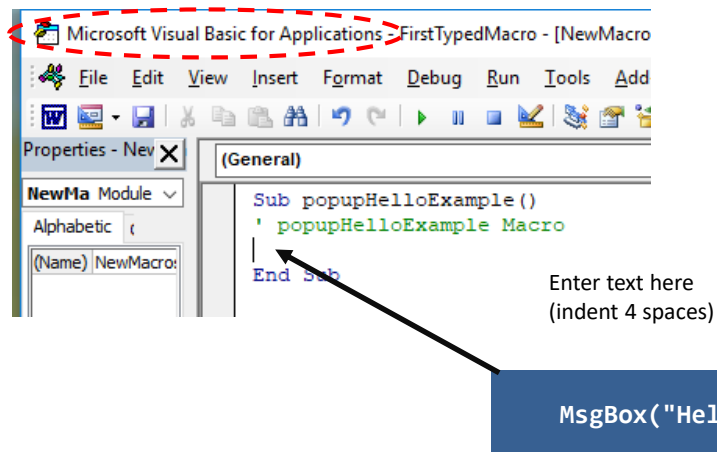 Microsoft Visual Basic for Applications - FirstTypedMacro - [NewMacro
File Edit View Insert Format Debug Run Tools Add
Properties - New
(General)
NewMa Module
Alphabetic
(Name) NewMacros
Sub popupHelloExample()
' popupHelloExample Macro
End Sub
Enter text here
(indent 4 spaces)
MsgBox("Hel